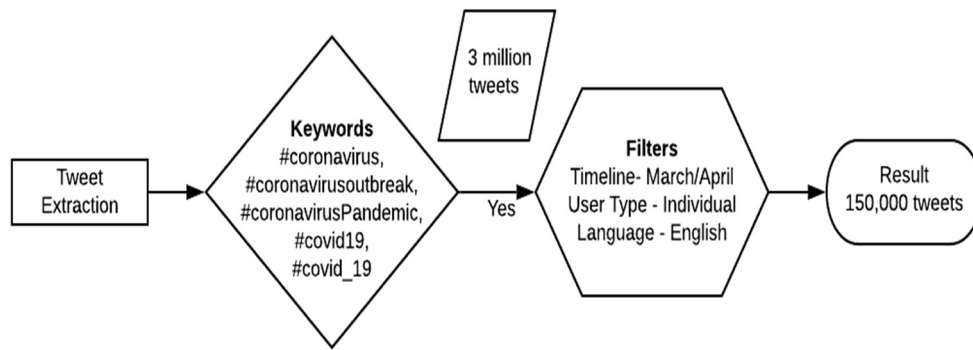 Tweet
Extraction
Keywords
#coronavirus,
#coronavirusoutbreak,
#coronavirusPandemic,
#covid19,
#covid_19
3 million
tweets
Yes
Filters
Timeline- March/April
User Type - Individual
Language - English
Result
150,000 tweets